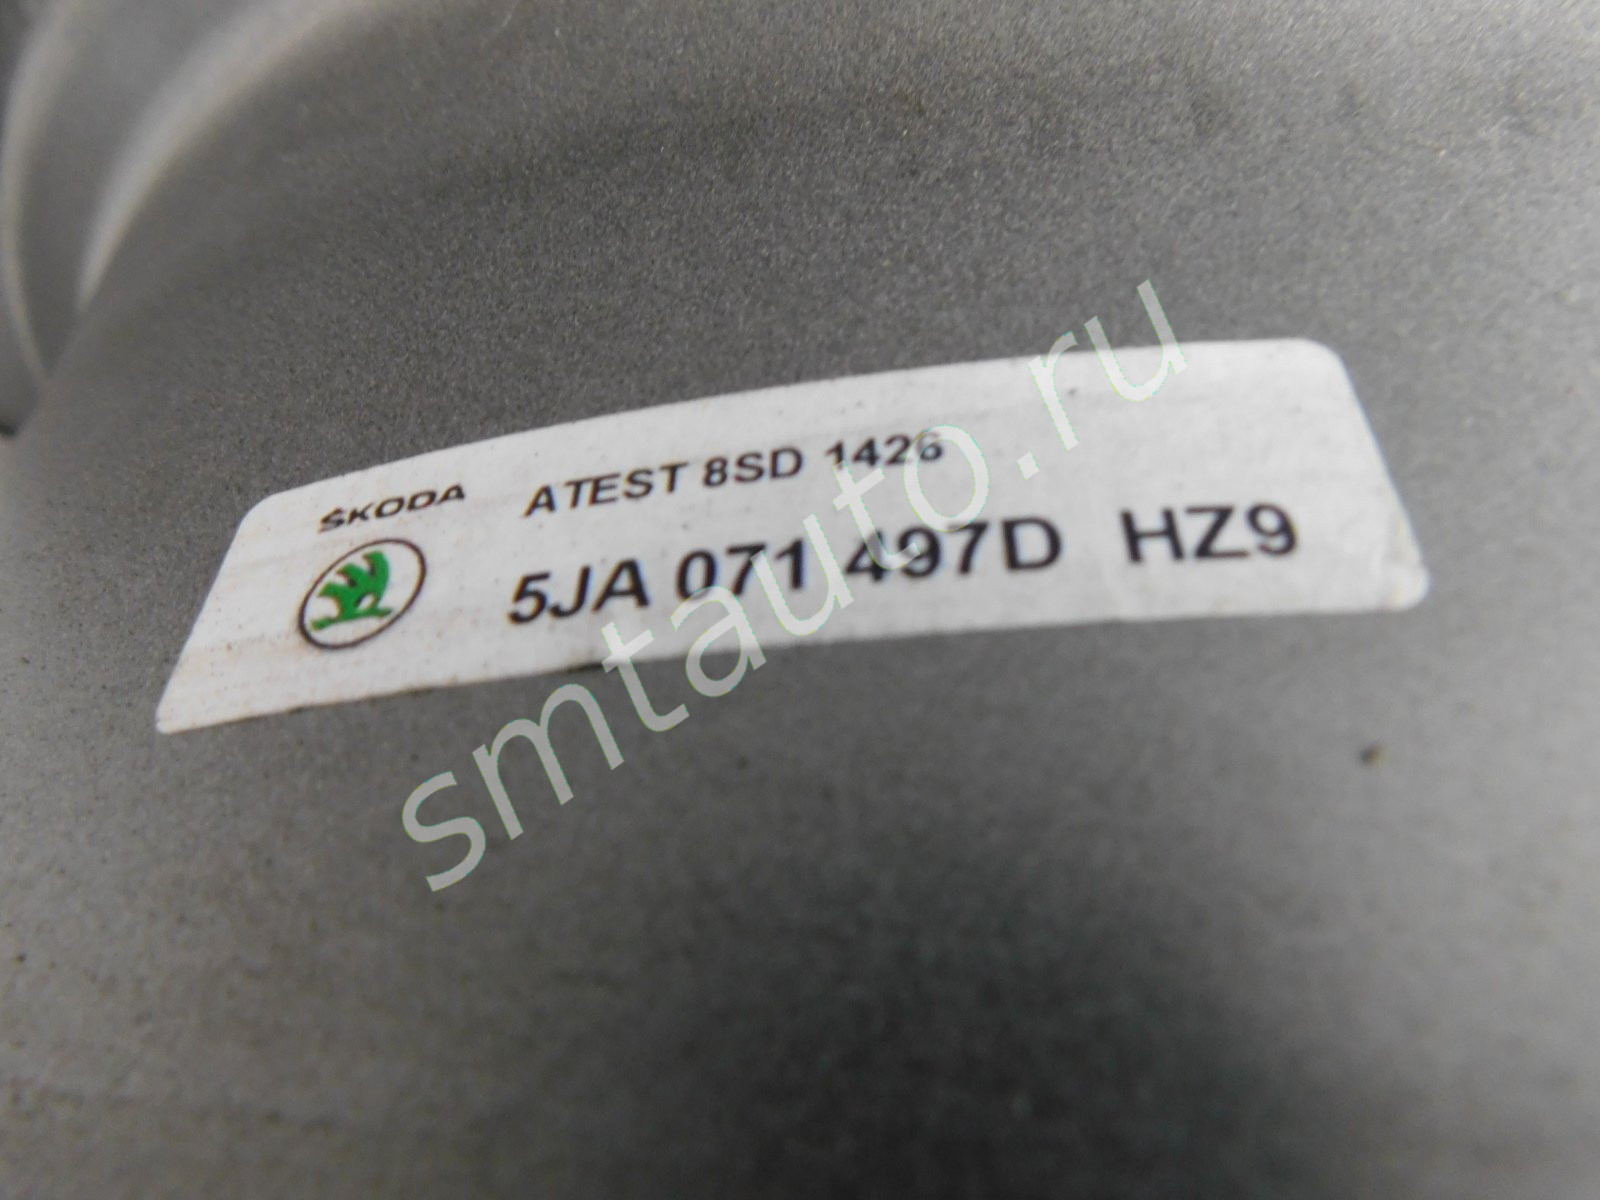 ŠKODA ATEST 8SD 1426
5JA 071 497D HZ9
smtauto.ru